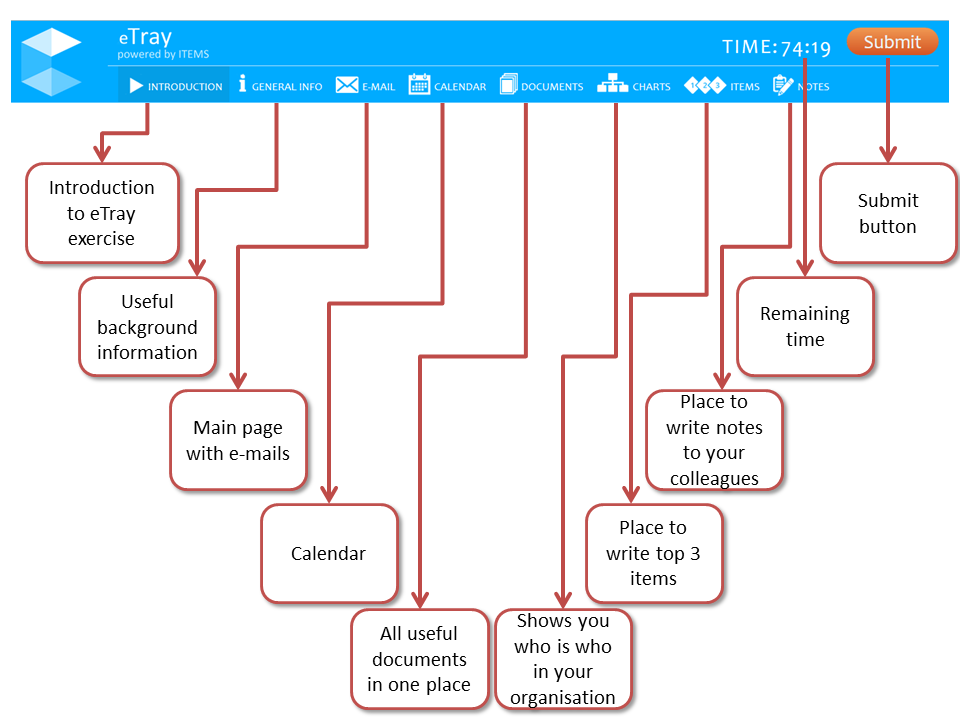 eTray
powered by ITEMS
TIME:74:19
Submit
INTRODUCTION
GENERAL INFO
E-MAIL
CALENDAR
DOCUMENTS
CHARTS
1 2 3
ITEMS
NOTES
Introduction
to eTray
exercise
Submit
button
Useful
background
information
Remaining
time
Main page
with e-mails
Place to
write notes
to your
colleagues
Calendar
Place to
write top 3
items
All useful
documents
in one place
Shows you
who is who
in your
organisation